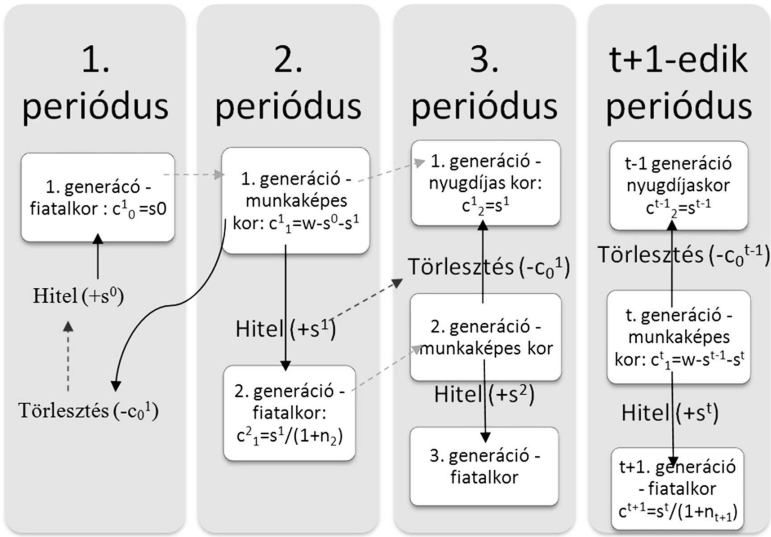 1.
periódus
1. generácó -
fiatalkor : c¹₀ =s0
Hitel (+s⁰)
Törlesztés (-c₀¹)
2.
periódus
1. generáció
-munkaképes
kor: c¹₁=w-s⁰-s¹
Hitel (+s¹)
2. generáció -
fiatalkor:
c²₁=s¹/(1+n₂)
3.
periódus
1. generáció -
nyugdíjas kor:
c¹₂=s¹
Törlesztés (-c₀¹)
2. generáció -
munkaképes kor
Hitel (+s²)
3. generáció -
fiatalkor
t+1-edik
periódus
t-1 generáció
nyugdíjaskor
cᵗ⁻¹₂=sᵗ⁻¹
Törlesztés (-c₀ᵗ⁻¹)
t. generáció -
munkaképes
kor: cᵗ₁=w-sᵗ⁻¹-sᵗ
Hitel (+sᵗ)
t+1. generáció
- fiatalkor
cᵗ⁺¹=sᵗ/(1+nₜ₊₁)